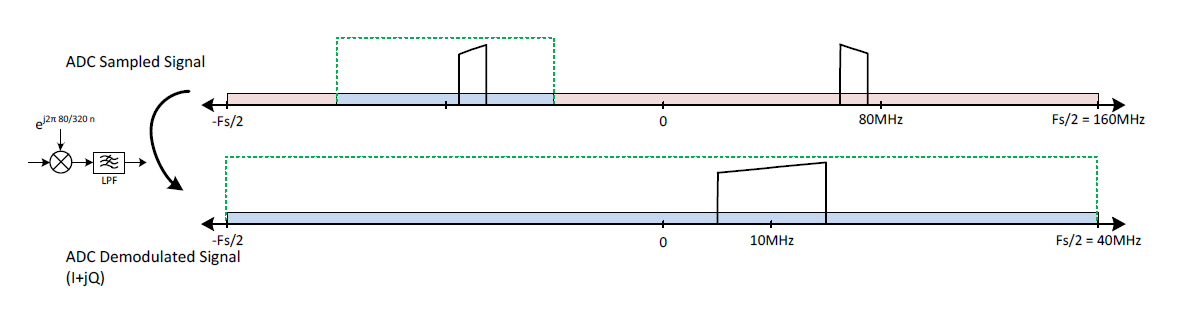 ADC Sampled Signal
-Fs/2
0
80MHz
Fs/2 = 160MHz
e^j2π 80/320 n
LPF
-Fs/2
0
10MHz
Fs/2 = 40MHz
ADC Demodulated Signal
(I+jQ)